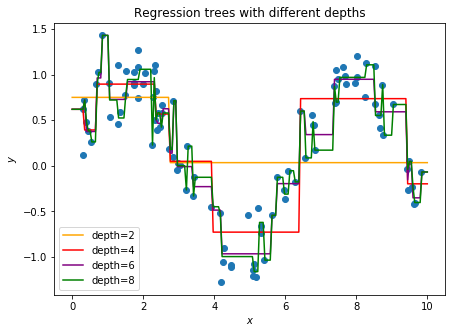 Regression trees with different depths
y
1.5
1.0
0.5
0.0
−0.5
−1.0
depth=2
depth=4
depth=6
depth=8
0 2 4 6 8 10
x